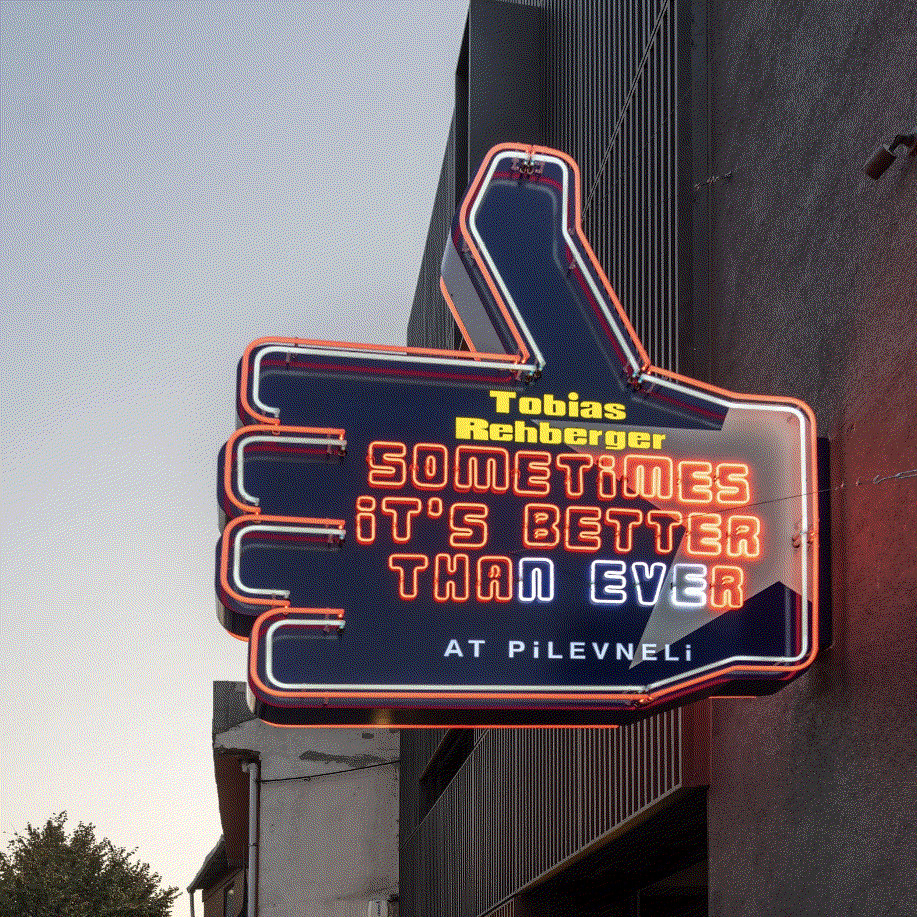 Tobias
Rehberger
SOMETiMES
iT'S BETTER
THAN EVER
AT PiLEVNELi